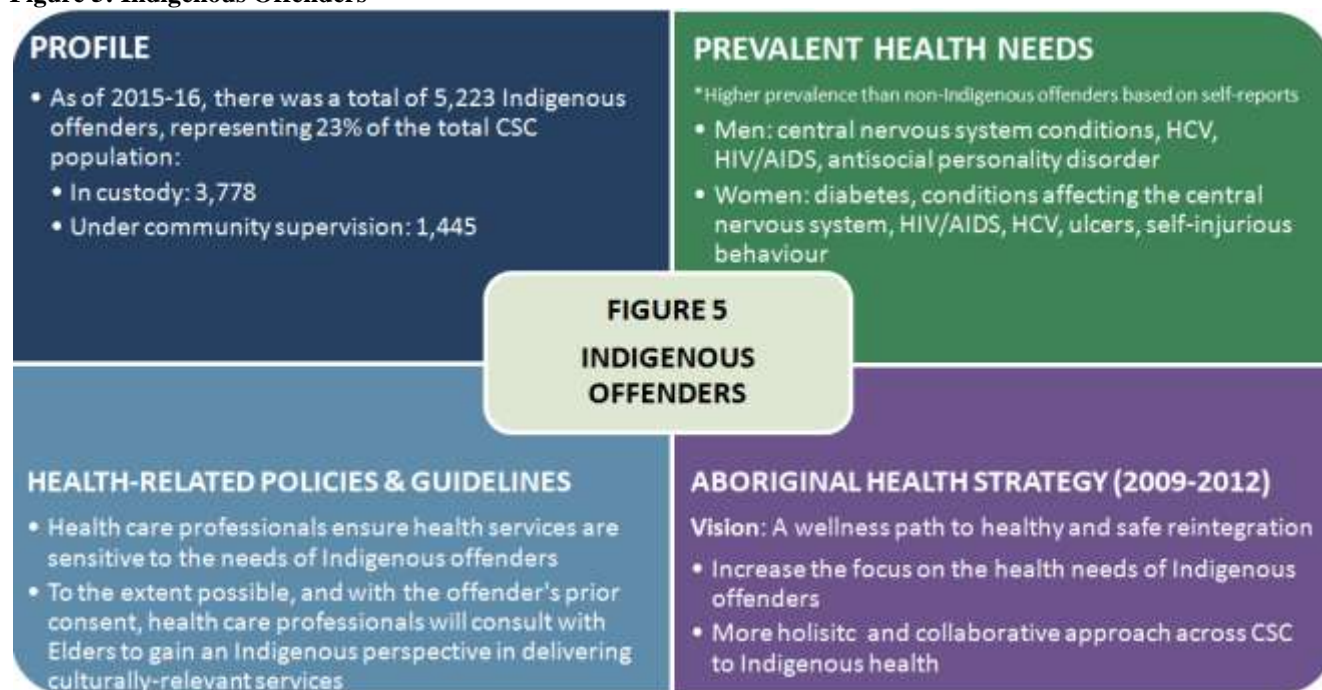 Figure 5: Indigenous Offenders
PROFILE
• As of 2015-16, there was a total of 5,223 Indigenous
offenders, representing 23% of the total CSC
population:
• In custody: 3,778
• Under community supervision: 1,445
PREVALENT HEALTH NEEDS
*Higher prevalence than non-Indigenous offenders based on self-reports
• Men: central nervous system conditions, HCV,
HIV/AIDS, antisocial personality disorder
• Women: diabetes, conditions affecting the central
nervous system, HIV/AIDS, HCV, ulcers, self-injurious
behaviour
FIGURE 5
INDIGENOUS
OFFENDERS
HEALTH-RELATED POLICIES & GUIDELINES
• Health care professionals ensure health services are
sensitive to the needs of Indigenous offenders
• To the extent possible, and with the offender's prior
consent, health care professionals will consult with
Elders to gain an Indigenous perspective in delivering
culturally-relevant services
ABORIGINAL HEALTH STRATEGY (2009-2012)
Vision: A wellness path to healthy and safe reintegration
• Increase the focus on the health needs of Indigenous
offenders
• More holisitc and collaborative approach across CSC
to Indigenous health